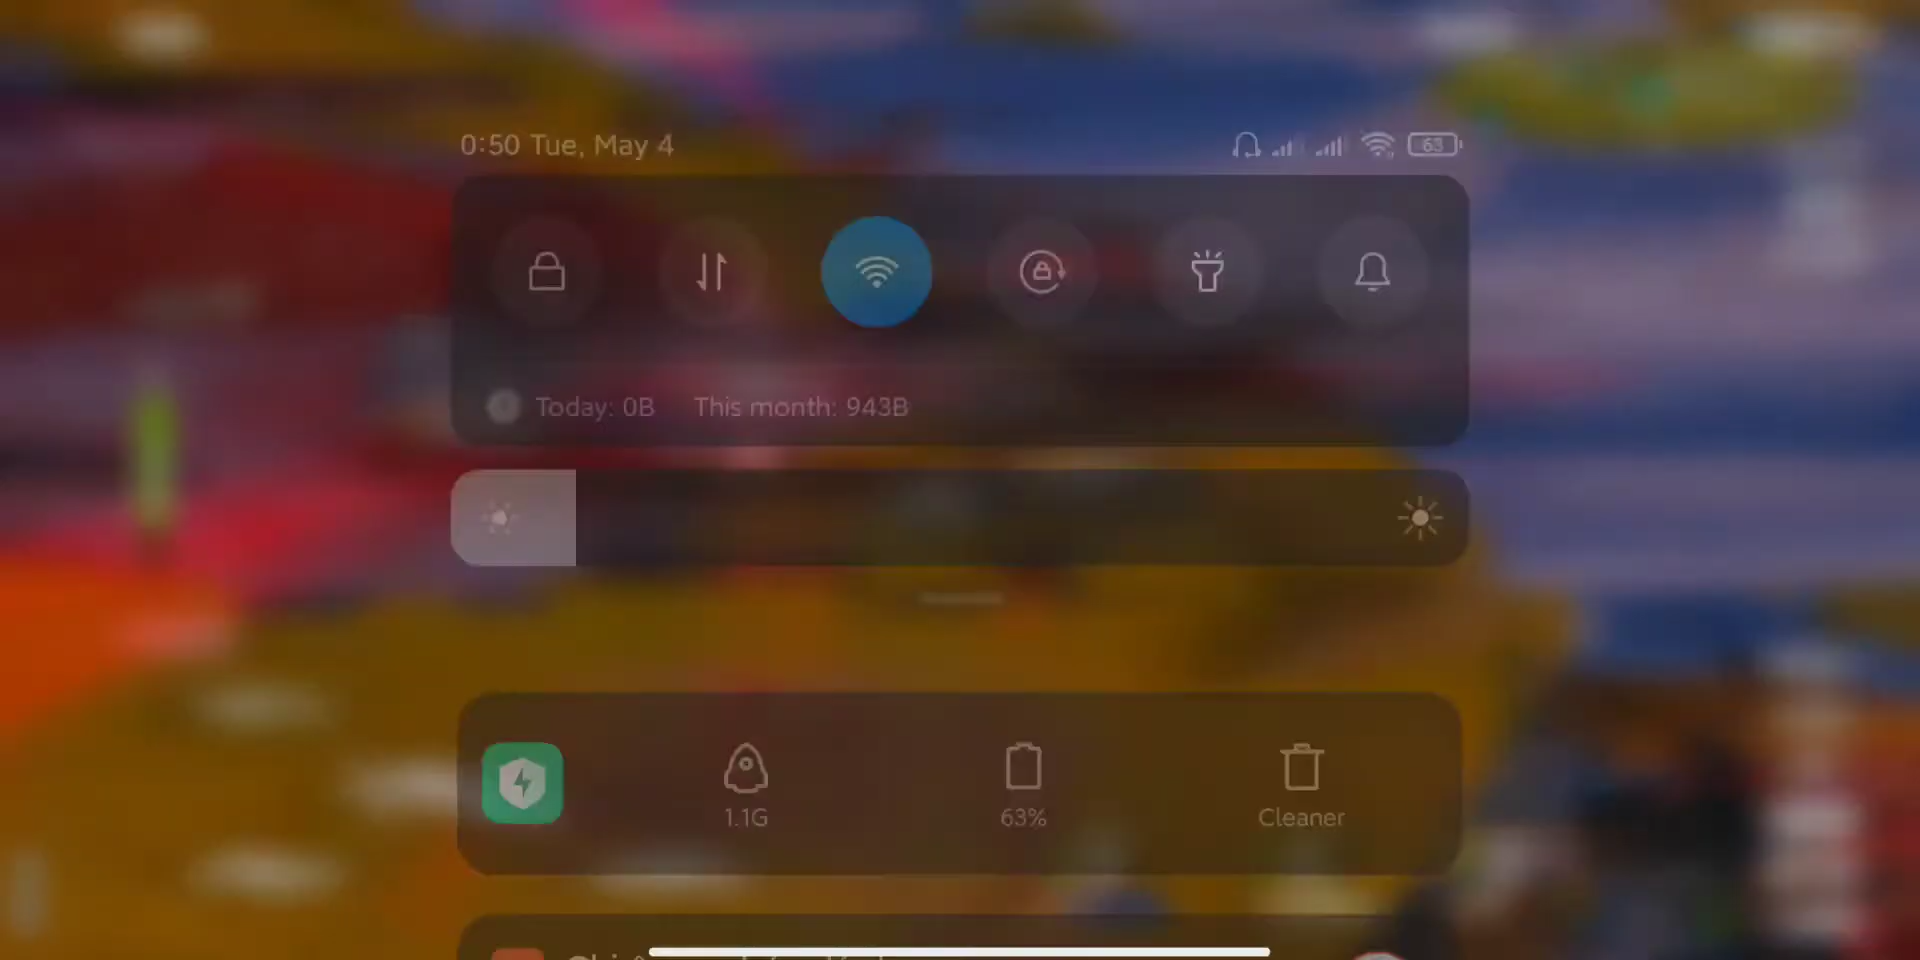 0:50 Tue, May 4
63
Today: 0B This month: 943B
1.1G
63%
Cleaner